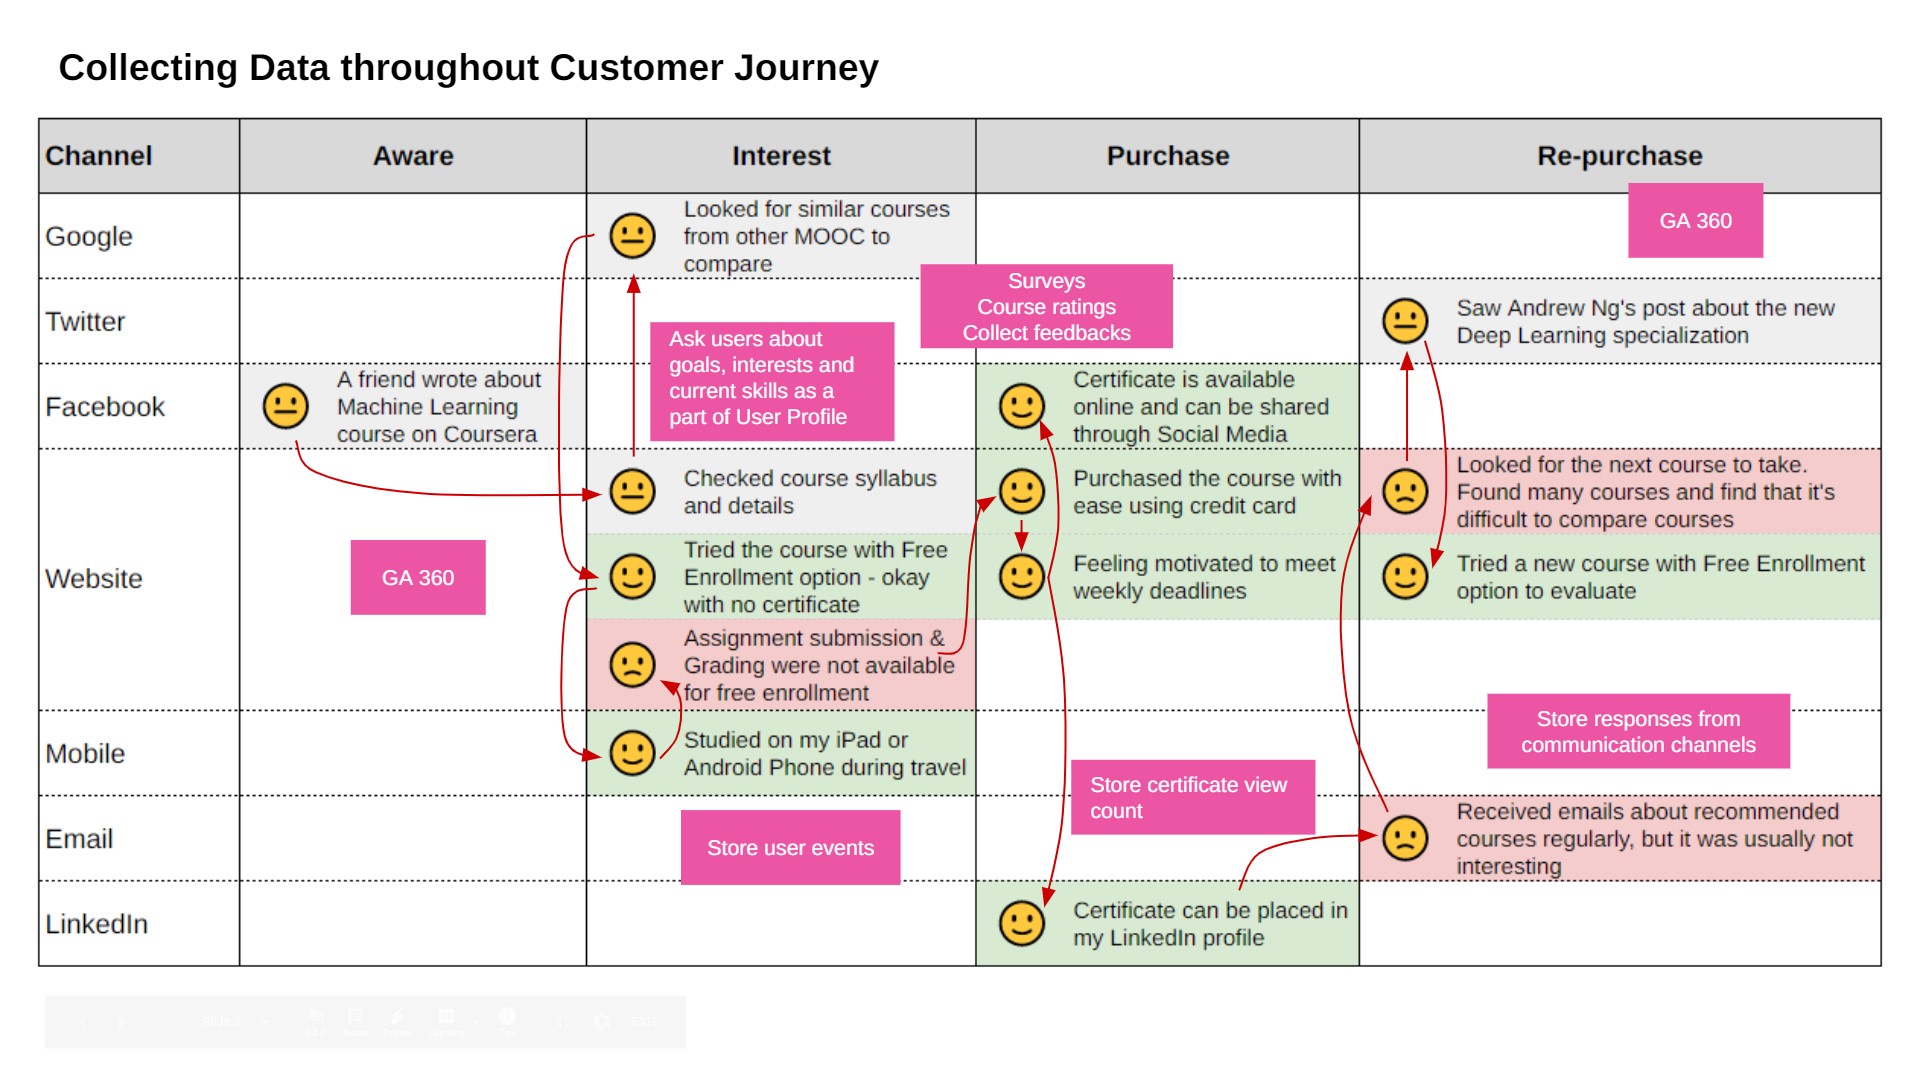 Collecting Data throughout Customer Journey
Channel
Aware
Interest
Purchase
Re-purchase
Google
Looked for similar courses
from other MOOC to
compare
GA 360
Twitter
Ask users about
goals, interests and
current skills as a
part of User Profile
Surveys
Course ratings
Collect feedbacks
Saw Andrew Ng's post about the new
Deep Learning specialization
Facebook
A friend wrote about
Machine Learning
course on Coursera
Certificate is available
online and can be shared
through Social Media
Website
GA 360
Checked course syllabus
and details
Purchased the course with
ease using credit card
Looked for the next course to take.
Found many courses and find that it's
difficult to compare courses
Tried the course with Free
Enrollment option - okay
with no certificate
Feeling motivated to meet
weekly deadlines
Tried a new course with Free Enrollment
option to evaluate
Assignment submission &
Grading were not available
for free enrollment
Store responses from
communication channels
Mobile
Studied on my iPad or
Android Phone during travel
Store certificate view
count
Email
Store user events
Received emails about recommended
courses regularly, but it was usually not
interesting
LinkedIn
Certificate can be placed in
my LinkedIn profile